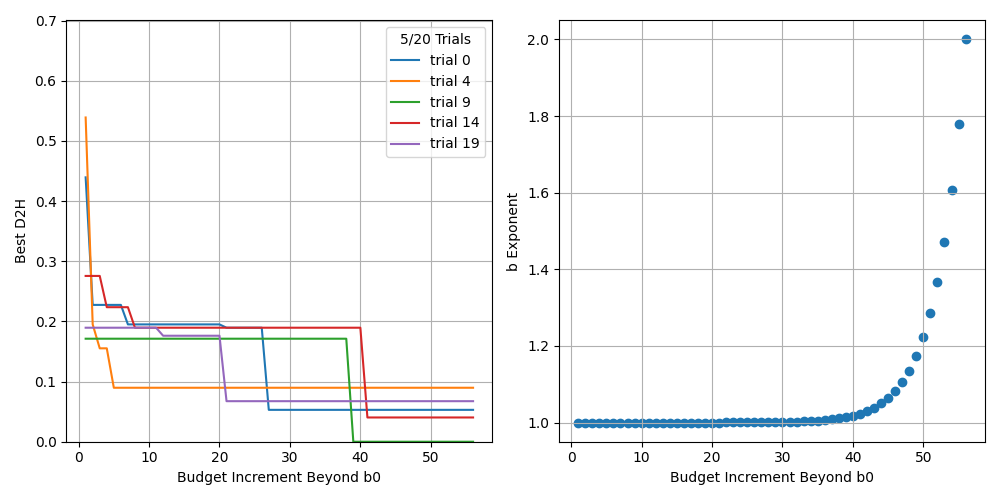 0.7
0.6
0.5
0.4
0.3
0.2
0.1
0.0
Best D2H
0
10
20
30
40
50
Budget Increment Beyond b0
5/20 Trials
trial 0
trial 4
trial 9
trial 14
trial 19
2.0
1.8
1.6
1.4
1.2
1.0
b Exponent
0
10
20
30
40
50
Budget Increment Beyond b0